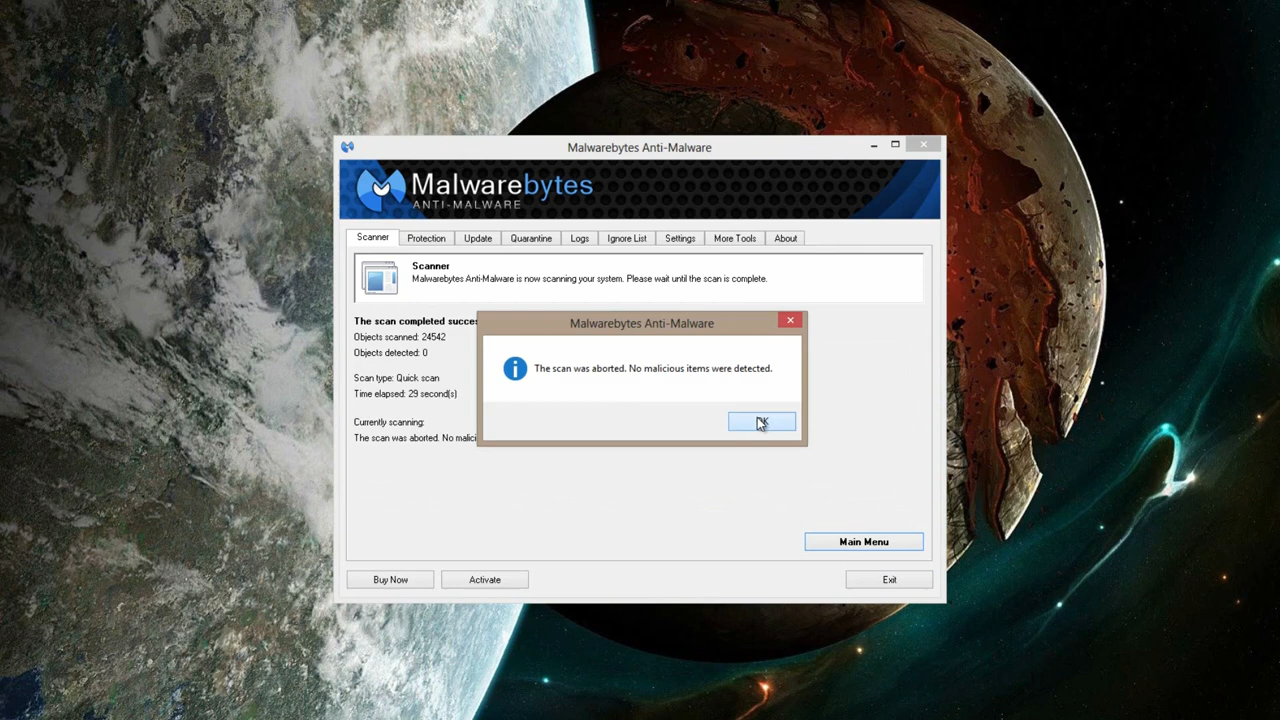 Malwarebytes Anti-Malware
Malwarebytes
ANTI-MALWARE
Scanner Protection Update Quarantine Logs Ignore List Settings More Tools About
Scanner
Malwarebytes Anti-Malware is now scanning your system. Please wait until the scan is complete.
The scan completed
Objects scanned: 24542
Objects detected: 0
Scan type: Quick scan
Time elapsed: 29 second(s)
Currently scanning:
The scan was aborted. No
Malwarebytes Anti-Malware
The scan was aborted. No malicious items were detected.
Main Menu
Buy Now Activate Exit